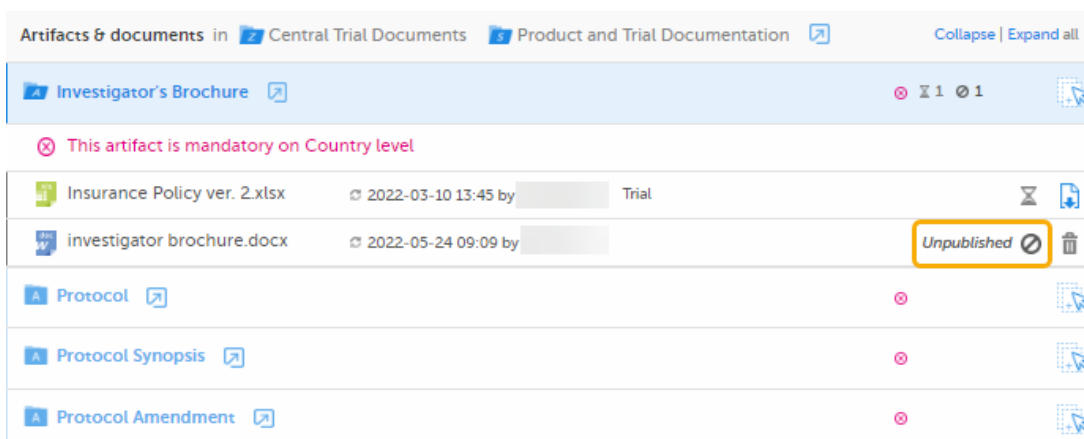 Artifacts & documents in Z Central Trial Documents S Product and Trial Documentation Collapse | Expand all
A Investigator's Brochure 1 1
This artifact is mandatory on Country level
xls Insurance Policy ver. 2.xlsx 2022-03-10 13:45 by Trial
doc W investigator brochure.docx 2022-05-24 09:09 by Unpublished
A Protocol
A Protocol Synopsis
A Protocol Amendment